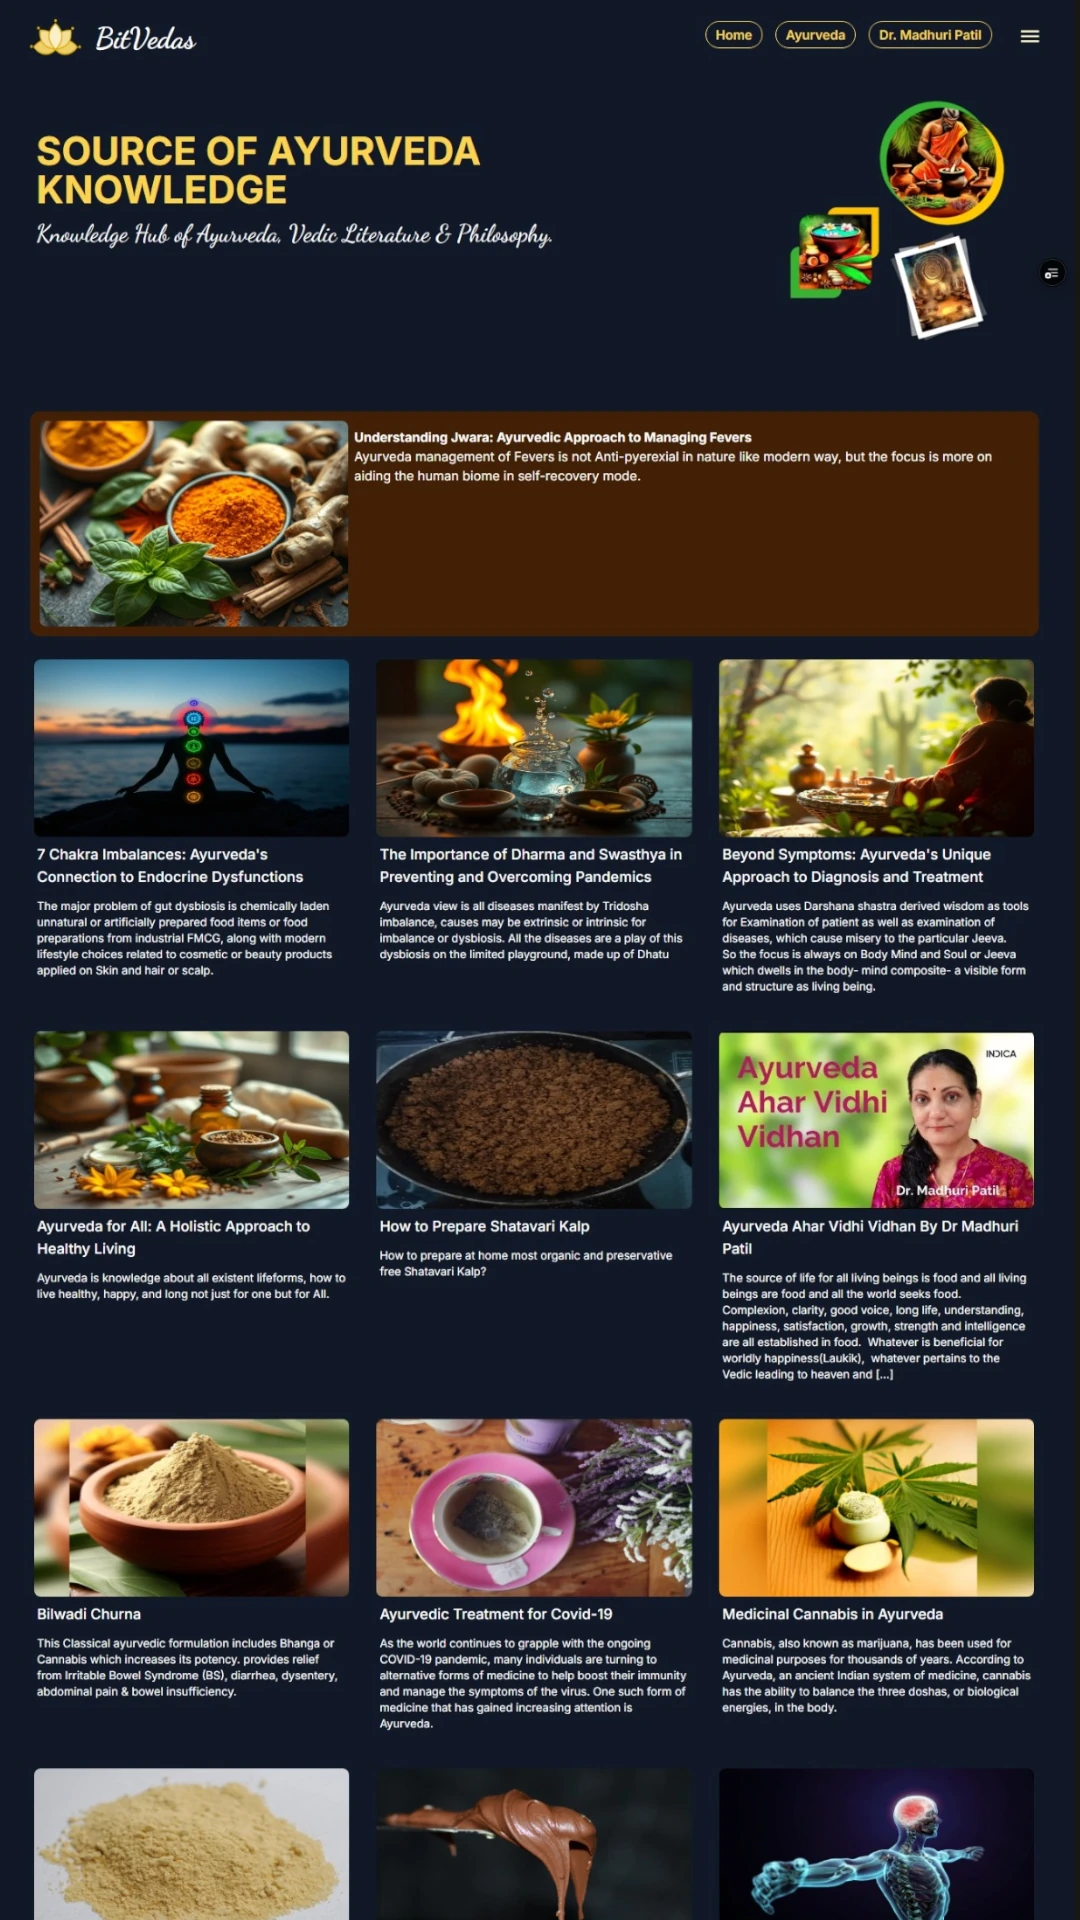 BitVedas
Home
Ayurveda
Dr. Madhuri Patil
SOURCE OF AYURVEDA
KNOWLEDGE
Knowledge Hub of Ayurveda, Vedic Literature & Philosophy.
Understanding Jwara: Ayurvedic Approach to Managing Fevers
Ayurveda management of Fevers is not Anti-pyerexial in nature like modern way, but the focus is more on
aiding the human biome in self-recovery mode.
7 Chakra Imbalances: Ayurveda's
Connection to Endocrine Dysfunctions
The major problem of gut dysbiosis is chemically laden
unnatural or artificially prepared food items or food
preparations from industrial FMCG, along with modern
lifestyle choices related to cosmetic or beauty products
applied on Skin and hair or scalp.
The Importance of Dharma and Swasthya in
Preventing and Overcoming Pandemics
Ayurveda view is all diseases manifest by Tridosha
imbalance, causes may be extrinsic or intrinsic for
imbalance or dysbiosis. All the diseases are a play of this
dysbiosis on the limited playground, made up of Dhatu
Beyond Symptoms: Ayurveda's Unique
Approach to Diagnosis and Treatment
Ayurveda uses Darshana shastra derived wisdom as tools
for Examination of patient as well as examination of
diseases, which cause misery to the particular Jeeva.
So the focus is always on Body Mind and Soul or Jeeva
which dwells in the body- mind composite- a visible form
and structure as living being.
Ayurveda for All: A Holistic Approach to
Healthy Living
Ayurveda is knowledge about all existent lifeforms, how to
live healthy, happy, and long not just for one but for All.
How to Prepare Shatavari Kalp
How to prepare at home most organic and preservative
free Shatavari Kalp?
INDICA
Ayurveda
Ahar Vidhi
Vidhan
Dr. Madhuri Patil
Ayurveda Ahar Vidhi Vidhan By Dr Madhuri
Patil
The source of life for all living beings is food and all living
beings are food and all the world seeks food.
Complexion, clarity, good voice, long life, understanding,
happiness, satisfaction, growth, strength and intelligence
are all established in food.  Whatever is beneficial for
worldly happiness(Laukik),  whatever pertains to the
Vedic leading to heaven and [...]
Bilwadi Churna
This Classical ayurvedic formulation includes Bhanga or
Cannabis which increases its potency. provides relief
from Irritable Bowel Syndrome (BS), diarrhea, dysentery,
abdominal pain & bowel insufficiency.
Ayurvedic Treatment for Covid-19
As the world continues to grapple with the ongoing
COVID-19 pandemic, many individuals are turning to
alternative forms of medicine to help boost their immunity
and manage the symptoms of the virus. One such form of
medicine that has gained increasing attention is
Ayurveda.
Medicinal Cannabis in Ayurveda
Cannabis, also known as marijuana, has been used for
medicinal purposes for thousands of years. According to
Ayurveda, an ancient Indian system of medicine, cannabis
has the ability to balance the three doshas, or biological
energies, in the body.